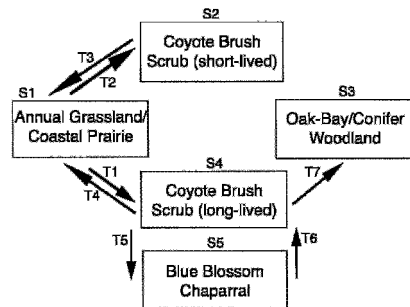 S2
Coyote Brush
Scrub (short-lived)
T3
T2
S1
Annual Grassland/
Coastal Prairie
S3
Oak-Bay/Conifer
Woodland
T1
T4
S4
Coyote Brush
Scrub (long-lived)
T7
T5
S5
T6
Blue Blossom
Chaparral